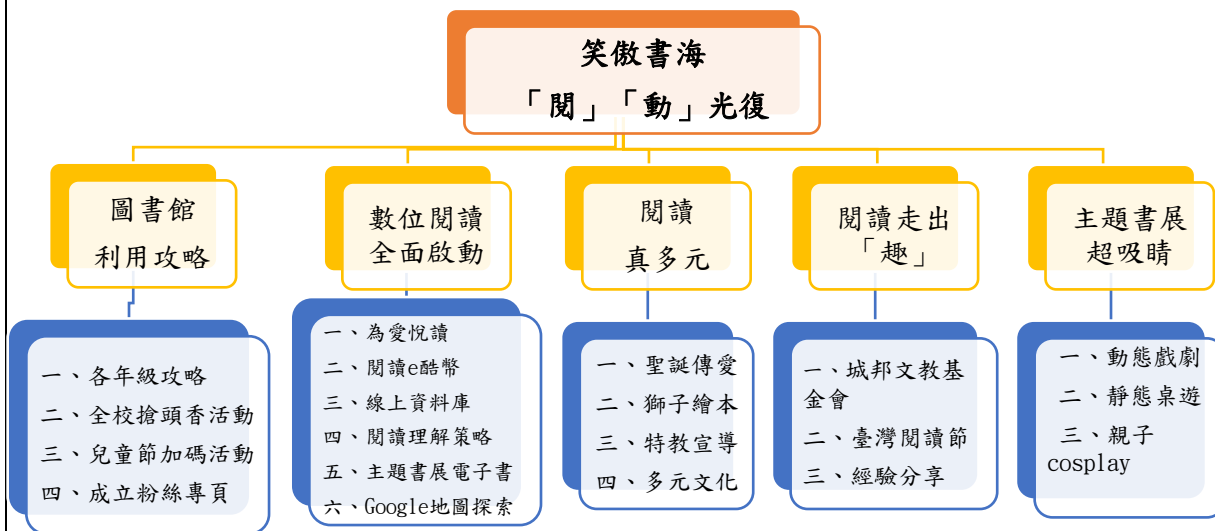 笑傲書海
「閱」「動」光復
圖書館
利用攻略
數位閱讀
全面啟動
閱讀
真多元
閱讀走出
「趣」
主題書展
超吸睛
一、各年級攻略
二、全校搶頭香活動
三、兒童節加碼活動
四、成立粉絲專頁
一、為愛悅讀
二、閱讀e酷幣
三、線上資料庫
四、閱讀理解策略
五、主題書展電子書
六、Google地圖探索
一、聖誕傳愛
二、獅子繪本
三、特教宣導
四、多元文化
一、城邦文教基
金會
二、臺灣閱讀節
三、經驗分享
一、動態戲劇
二、靜態桌遊
三、親子
cosplay